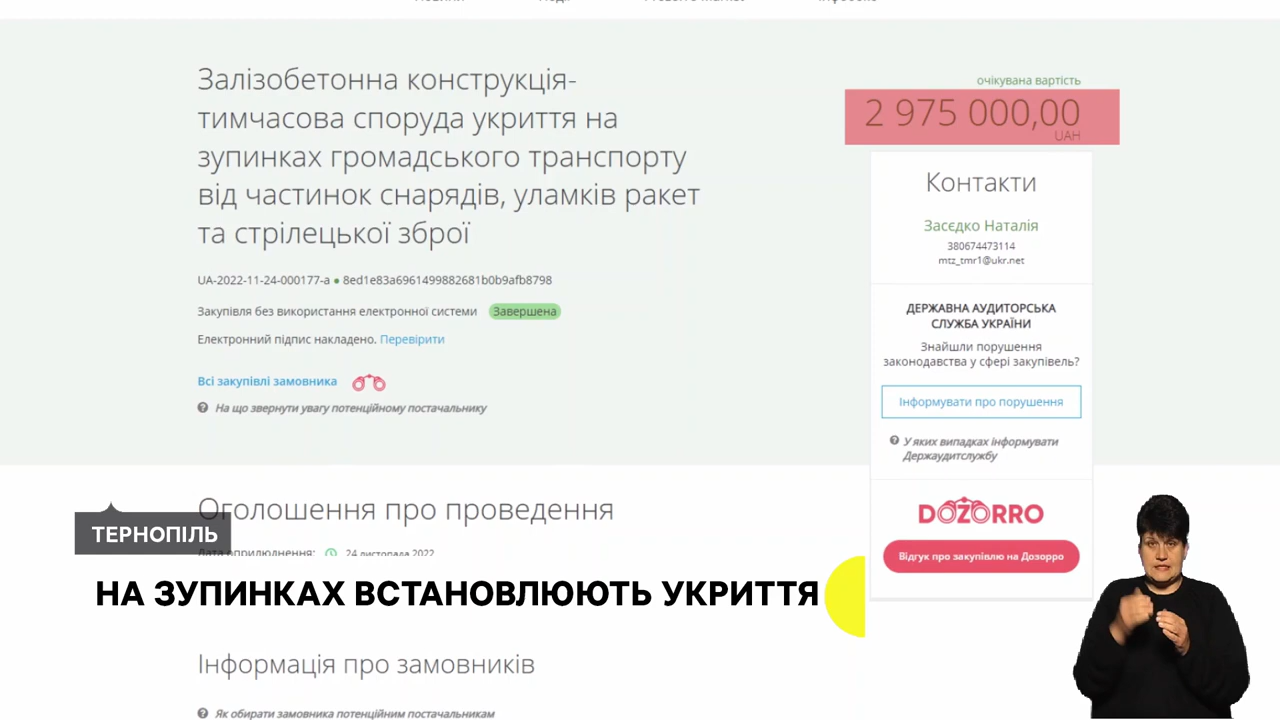 Залізобетонна конструкція-
тимчасова споруда укриття на
зупинках громадського транспорту
від частинок снарядів, уламків ракет
та стрілецької зброї
UA-2022-11-24-000177-a ● 8ed1e83a6961499882681b0b9afb8798
Закупівля без використання електронної системи Завершена
Електронний підпис накладено. Перевірити
Всі закупівлі замовника
На що звернути увагу потенційному постачальнику
очікувана вартість
2 975 000,00
UAH
Контакти
Засєдко Наталія
380674473114
mtz_tmr1@ukr.net
ДЕРЖАВНА АУДИТОРСЬКА
СЛУЖБА УКРАЇНИ
Знайшли порушення
законодавства у сфері закупівель?
Інформувати про порушення
У яких випадках інформувати
Держаудитслужбу
DOZORRO
Відгук про закупівлю на Дозорро
Оголошення про проведення
ТЕРНОПІЛЬ
Дата оприлюднення: 24 листопада 2022
НА ЗУПИНКАХ ВСТАНОВЛЮЮТЬ УКРИТТЯ
Інформація про замовників
Як обирати замовника потенційним постачальникам